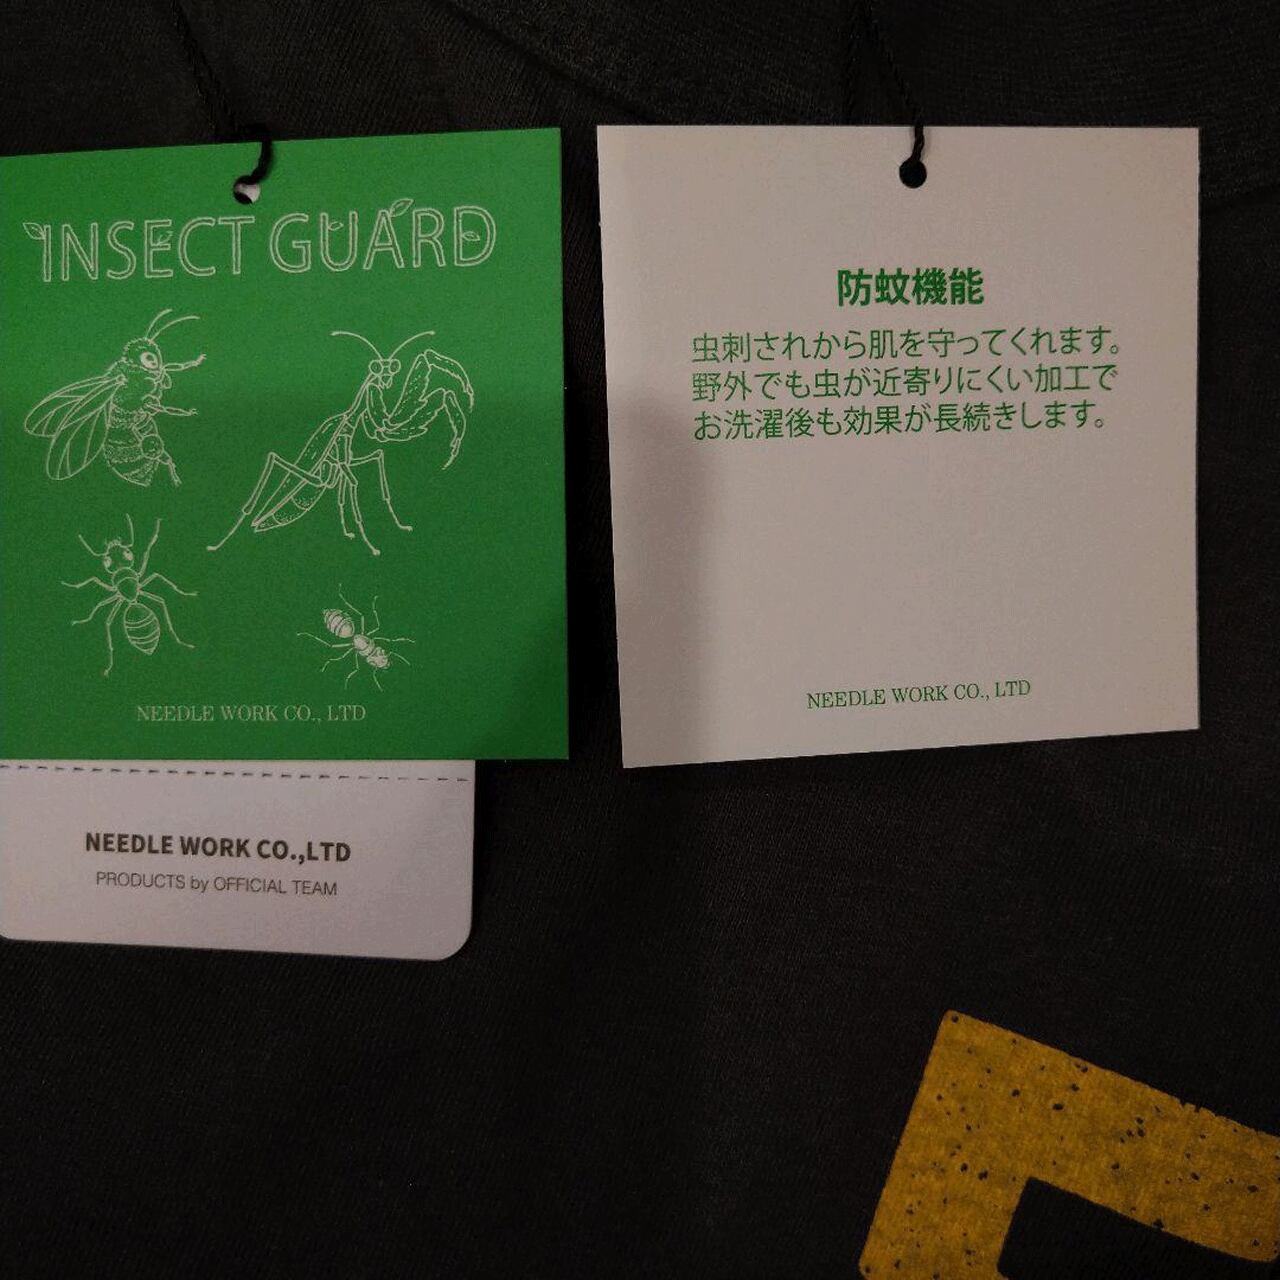 INSECT GUARD
NEEDLE WORK CO., LTD
NEEDLE WORK CO.,LTD
PRODUCTS by OFFICIAL TEAM
防蚊機能
虫刺されから肌を守ってくれます。
野外でも虫が近寄りにくい加工で
お洗濯後も効果が長続きします。
NEEDLE WORK CO., LTD